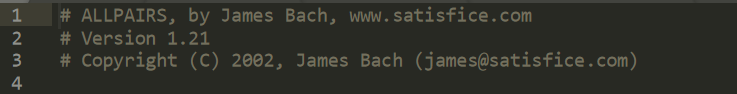 1 # ALLPAIRS, by James Bach, www.satisfice.com
2 # Version 1.21
3 # Copyright (C) 2002, James Bach (james@satisfice.com)
4